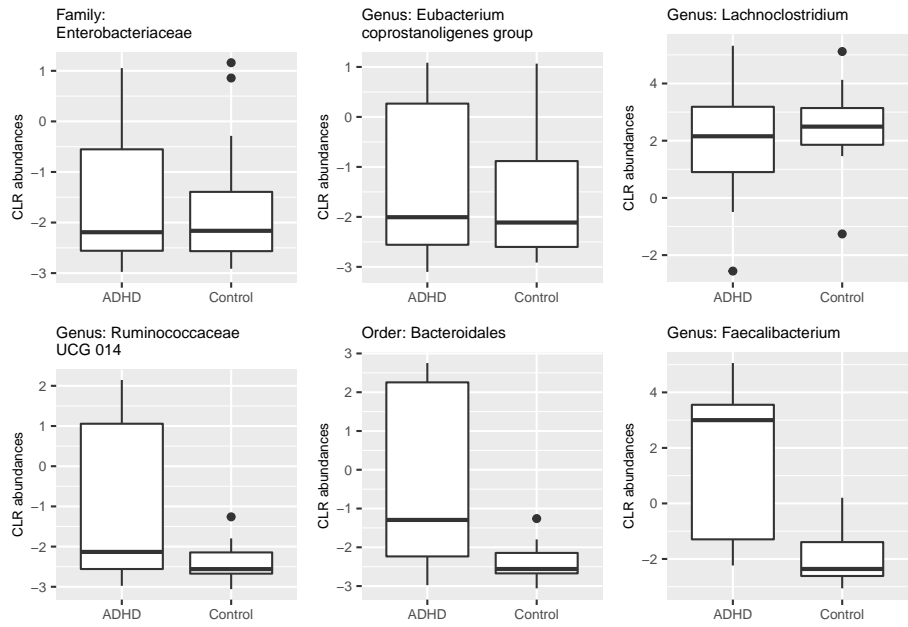 Family:
Enterobacteriaceae
CLR abundances
1
0
−1
−2
−3
ADHD
Control
Genus: Eubacterium
coprostanoligenes group
CLR abundances
1
0
−1
−2
−3
ADHD
Control
Genus: Lachnoclostridium
CLR abundances
4
2
0
−2
ADHD
Control
Genus: Ruminococcaceae
UCG 014
CLR abundances
2
1
0
−1
−2
−3
ADHD
Control
Order: Bacteroidales
CLR abundances
3
2
1
0
−1
−2
−3
ADHD
Control
Genus: Faecalibacterium
CLR abundances
4
2
0
−2
ADHD
Control